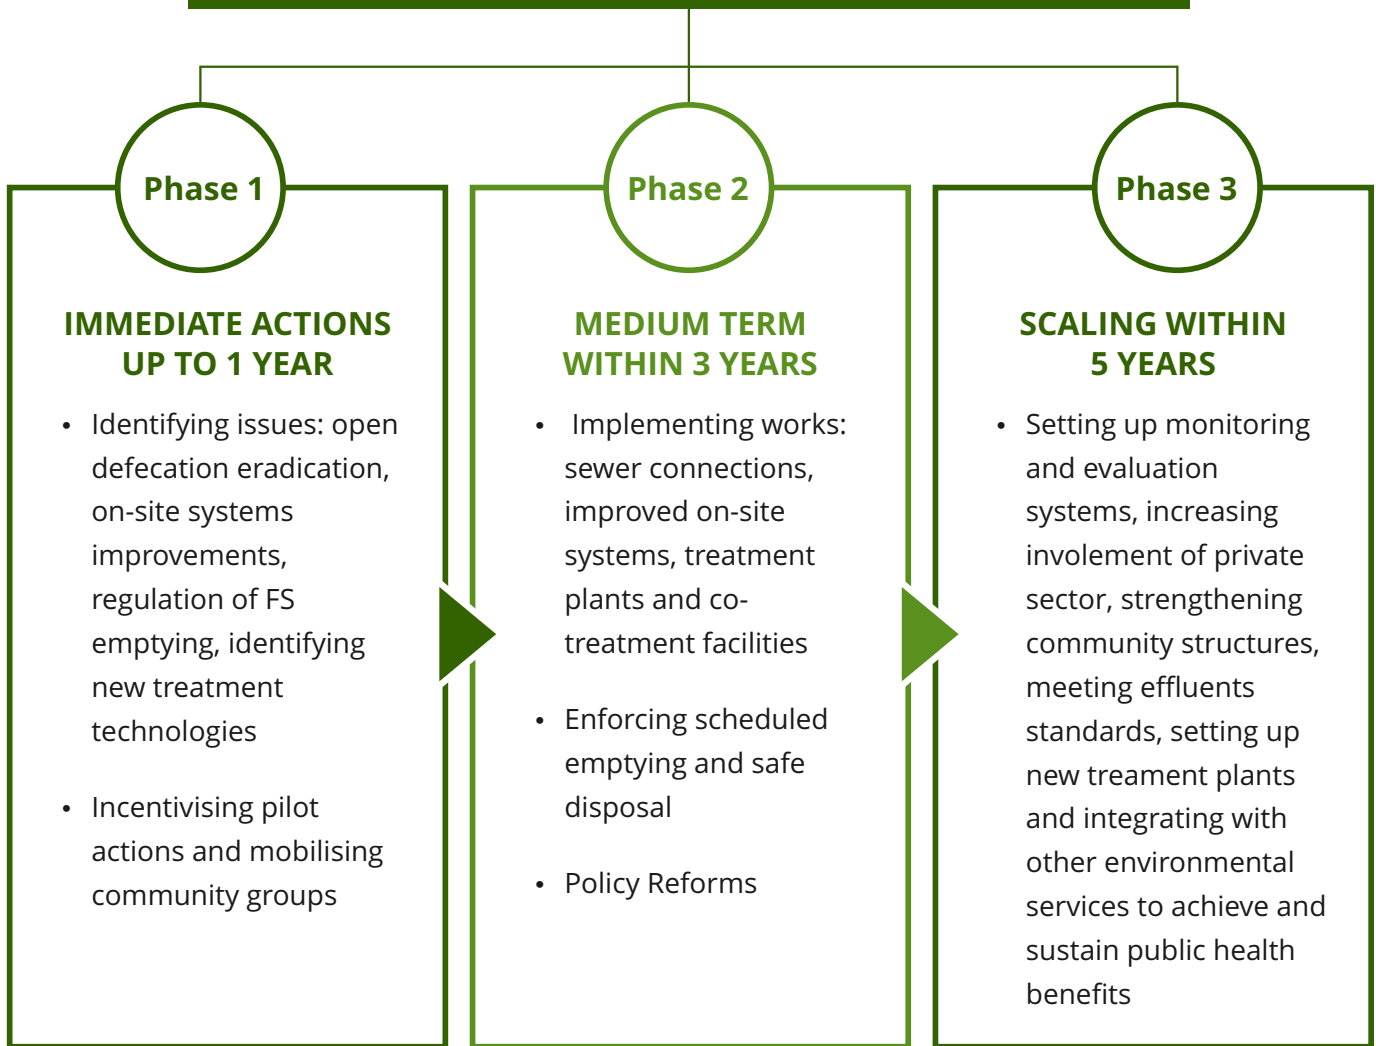 Phase 1
IMMEDIATE ACTIONS
UP TO 1 YEAR
• Identifying issues: open
defecation eradication,
on-site systems
improvements,
regulation of FS
emptying, identifying
new treatment
technologies
• Incentivising pilot
actions and mobilising
community groups
Phase 2
MEDIUM TERM
WITHIN 3 YEARS
• Implementing works:
sewer connections,
improved on-site
systems, treatment
plants and co-
treatment facilities
• Enforcing scheduled
emptying and safe
disposal
• Policy Reforms
Phase 3
SCALING WITHIN
5 YEARS
• Setting up monitoring
and evaluation
systems, increasing
involement of private
sector, strengthening
community structures,
meeting effluents
standards, setting up
new treament plants
and integrating with
other environmental
services to achieve and
sustain public health
benefits